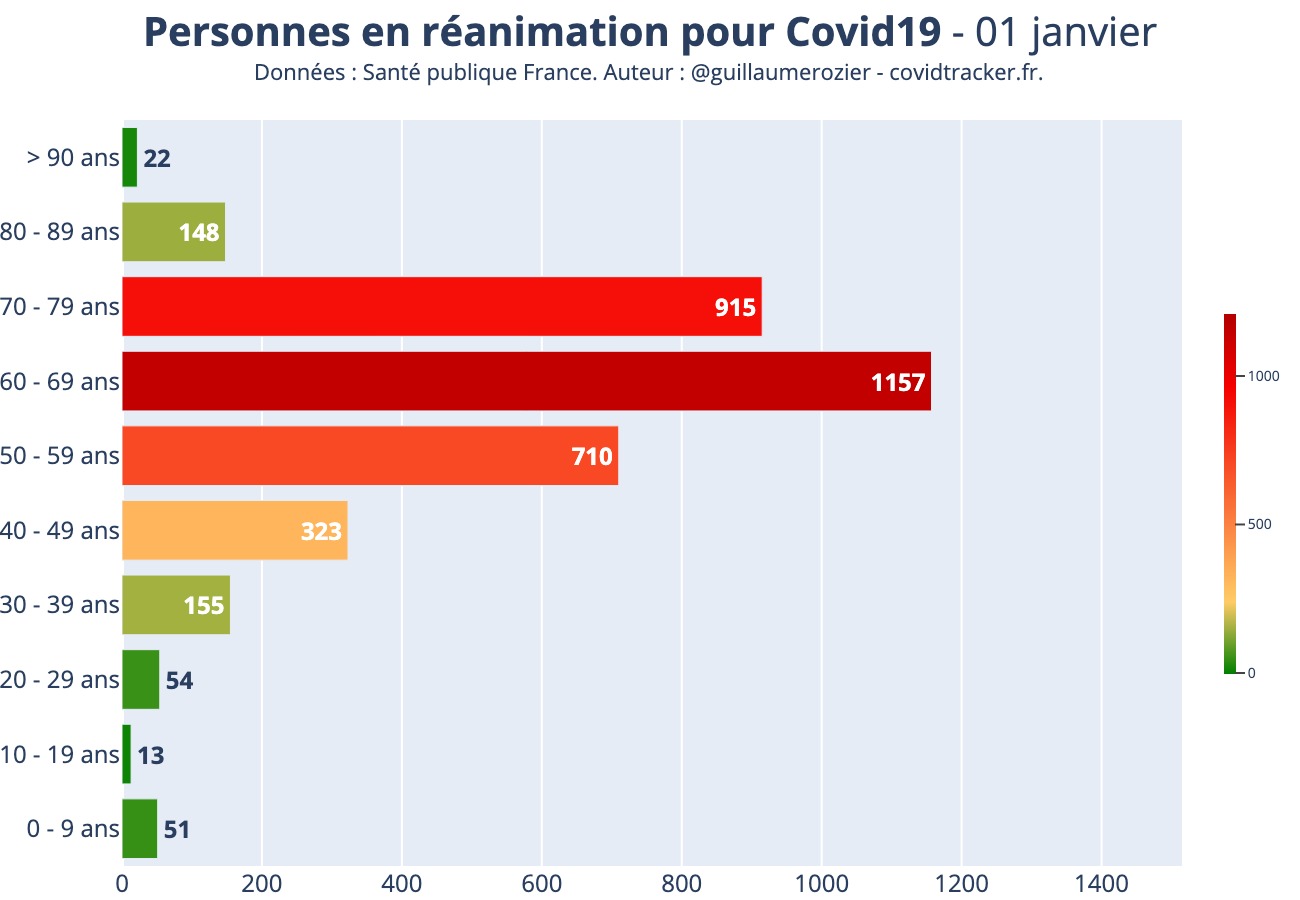 Personnes en réanimation pour Covid19 - 01 janvier
Données : Santé publique France. Auteur : @guillaumerozier - covidtracker.fr.
> 90 ans 22
80 - 89 ans 148
70 - 79 ans 915
60 - 69 ans 1157
50 - 59 ans 710
40 - 49 ans 323
30 - 39 ans 155
20 - 29 ans 54
10 - 19 ans 13
0 - 9 ans 51
0 200 400 600 800 1000 1200 1400
1000
500
0